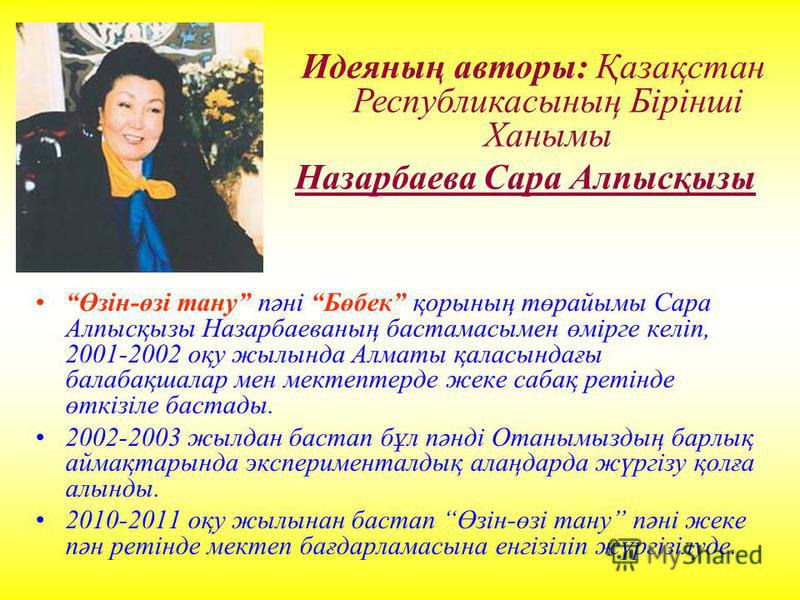 Идеяның авторы: Қазақстан
Республикасының Бірінші
Ханымы
Назарбаева Сара Алпысқызы
• “Өзін-өзі тану” пәні “Бөбек” қорының төрайымы Сара
Алпысқызы Назарбаеваның бастамасымен өмірге келіп,
2001-2002 оқу жылында Алматы қаласындағы
балабақшалар мен мектептерде жеке сабақ ретінде
өткізіле бастады.
• 2002-2003 жылдан бастап бұл пәнді Отанымыздың барлық
аймақтарында эксперименталдық алаңдарда жүргізу қолға
алынды.
• 2010-2011 оқу жылынан бастап “Өзін-өзі тану” пәні жеке
пән ретінде мектеп бағдарламасына енгізіліп жүргізілуде.
MyShared